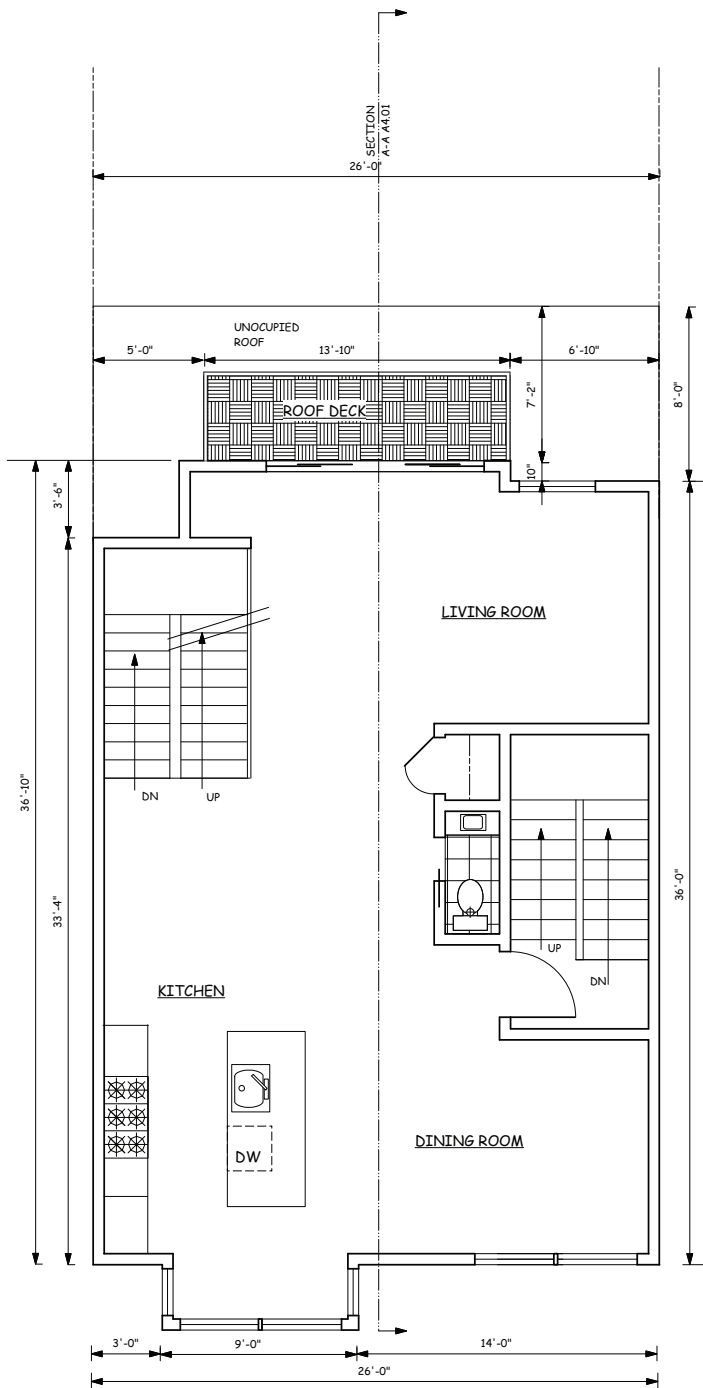 SECTION
A-A A4.01
26'-0"
UNOCUPIED
ROOF
5'-0"
13'-10"
6'-10"
7'-2"
8'-0"
ROOF DECK
3'-6"
10"
LIVING ROOM
DN
UP
36'-10"
33'-4"
36'-0"
UP
DN
KITCHEN
DW
DINING ROOM
3'-0"
9'-0"
14'-0"
26'-0"